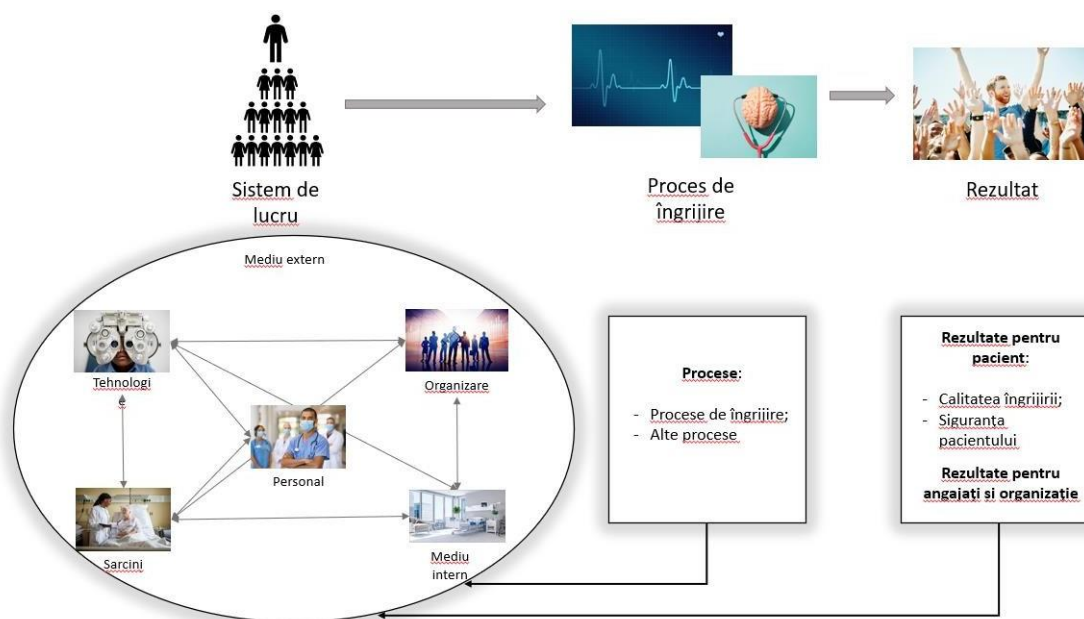 Sistem de
lucru
Proces de
îngrijire
Rezultat
Mediu extern
Tehnologi
e
Organizare
Personal
Sarcini
Mediu
intern
Procese:
- Procese de îngrijire;
- Alte procese
Rezultate pentru
pacient:
- Calitatea îngrijirii;
- Siguranța
pacientului
Rezultate pentru
angajați si organizație